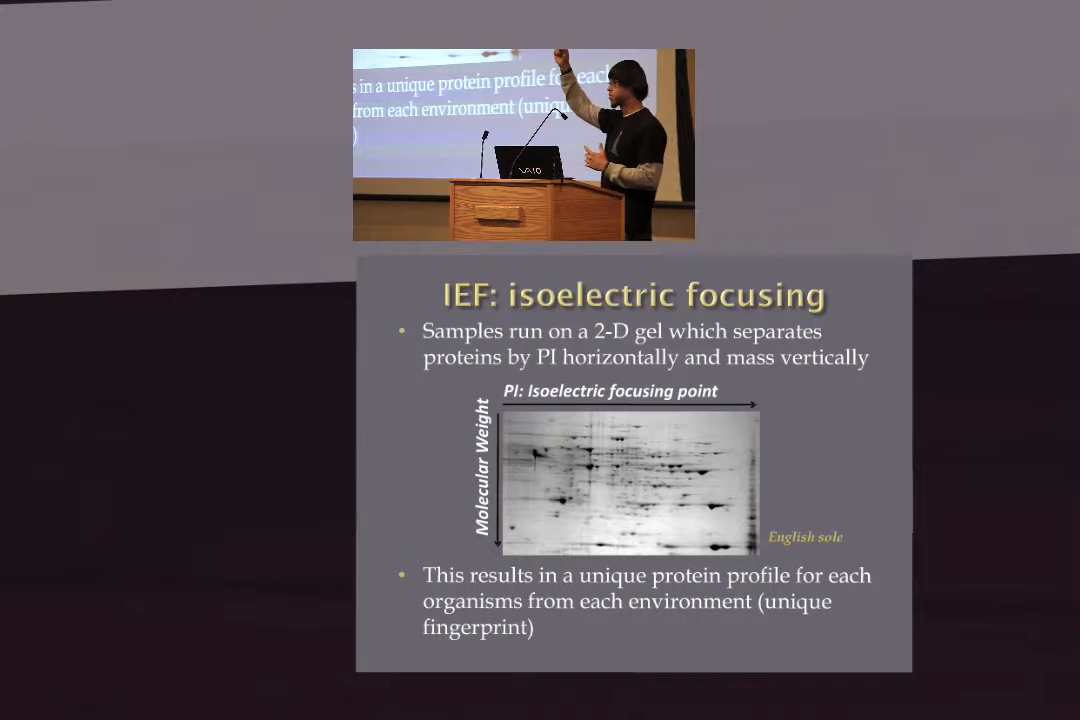 s in a unique protein profile for each
from each environment (uniqu
)
VAIO
IEF: isoelectric focusing
• Samples run on a 2-D gel which separates
proteins by PI horizontally and mass vertically
PI: Isoelectric focusing point
Molecular Weight
English sole
• This results in a unique protein profile for each
organisms from each environment (unique
fingerprint)